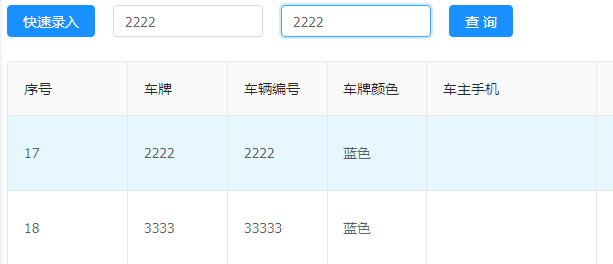 快速录入 2222 2222 查 询
序号 车牌 车辆编号 车牌颜色 车主手机
17 2222 2222 蓝色
18 3333 33333 蓝色